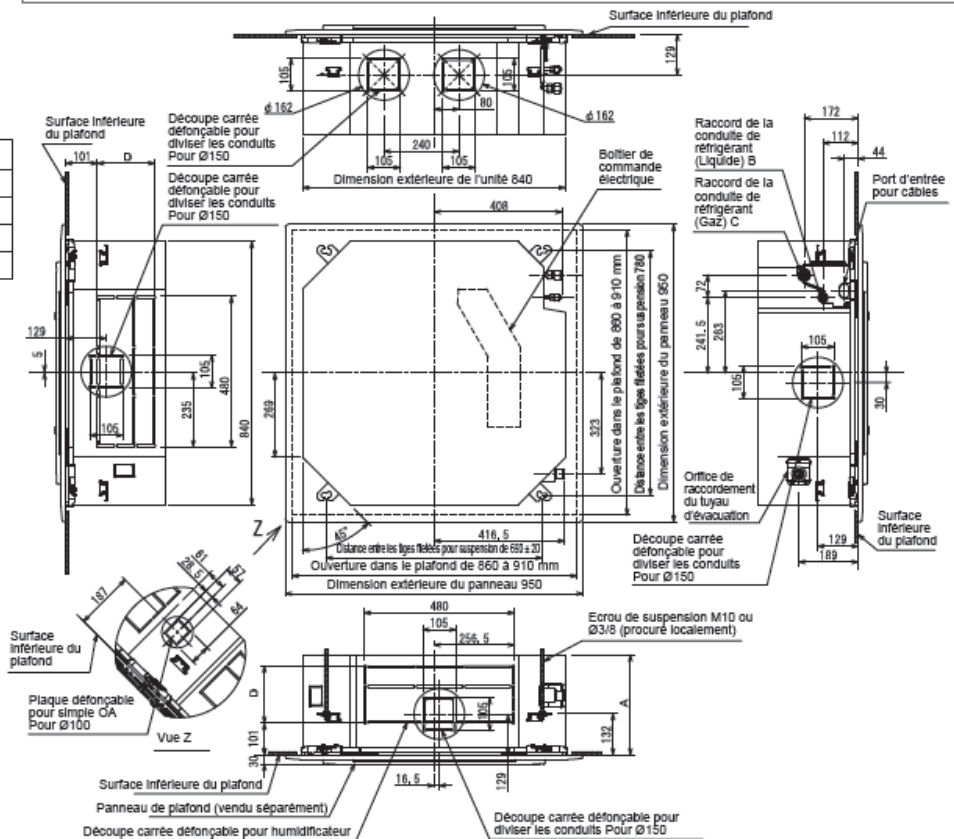 Surface inférieure du plafond
129
105
105
ϕ 162
80
ϕ 162
240
105
105
Dimension extérieure de l'unité 840
Découpe carrée
défonçable pour
diviser les conduits
Pour Ø150
Découpe carrée
défonçable pour
diviser les conduits
Pour Ø150
Surface inférieure
du plafond
101
D
129
5
105
105
235
480
840
Boîtier de
commande
électrique
408
269
323
Ouverture dans le plafond de 860 à 910 mm
Distance entre les tiges filetées pour suspension 780
Dimension extérieure du panneau 950
45°
416,5
Distance entre les tiges filetées pour suspension de 690 ± 20
Ouverture dans le plafond de 860 à 910 mm
Dimension extérieure du panneau 950
Z
172
112
44
Raccord de la
conduite de
réfrigérant
(Liquide) B
Raccord de la
conduite de
réfrigérant
(Gaz) C
Port d'entrée
pour câbles
72
241.5
263
105
105
30
Orifice de
raccordement
du tuyau
d'évacuation
Découpe carrée
défonçable pour
diviser les conduits
Pour Ø150
129
189
Surface
inférieure
du plafond
187
28.5
57
64
Surface
inférieure du
plafond
Plaque défonçable
pour simple OA
Pour Ø100
Vue Z
480
105
256,5
D
101
30
105
132
A
16,5
129
Ecrou de suspension M10 ou
Ø3/8 (procuré localement)
Surface inférieure du plafond
Panneau de plafond (vendu séparément)
Découpe carrée défonçable pour humidificateur
Découpe carrée défonçable pour
diviser les conduits Pour Ø150